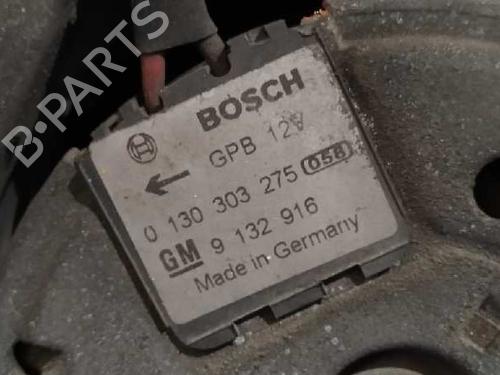 BOSCH
GPB 12V
0 130 303 275 058
GM 9 132 916
Made in Germany
B-PARTS